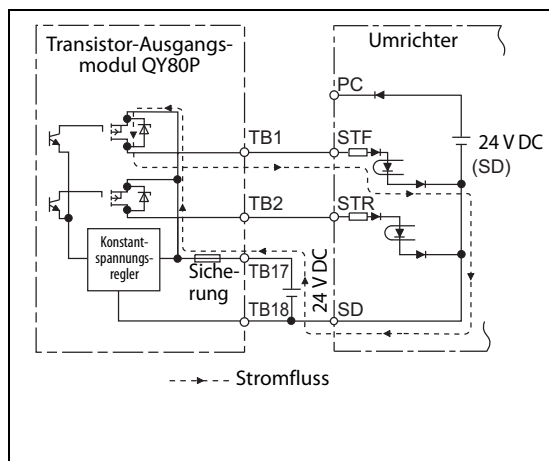 Transistor-Ausgangs-
modul QY80P
Umrichter
PC
TB1
STF
24 V DC
(SD)
TB2
STR
Konstant-
spannungs-
regler
Siche-
rung
TB17
24 V DC
TB18
SD
Stromfluss